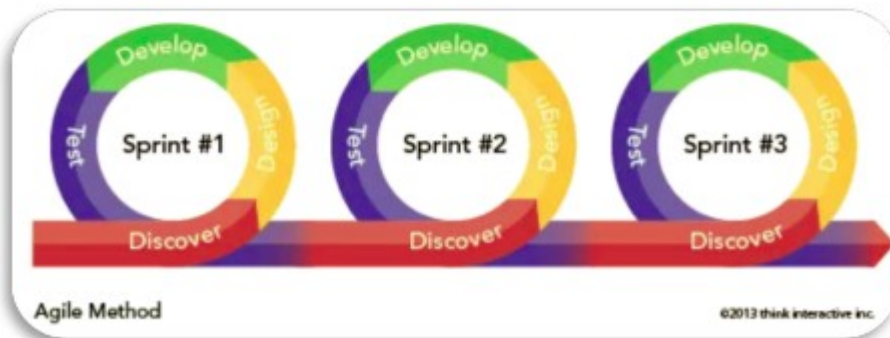 Develop
Design
Test
Sprint #1
Discover
Develop
Design
Test
Sprint #2
Discover
Develop
Design
Test
Sprint #3
Discover
Agile Method
©2013 think interactive inc.